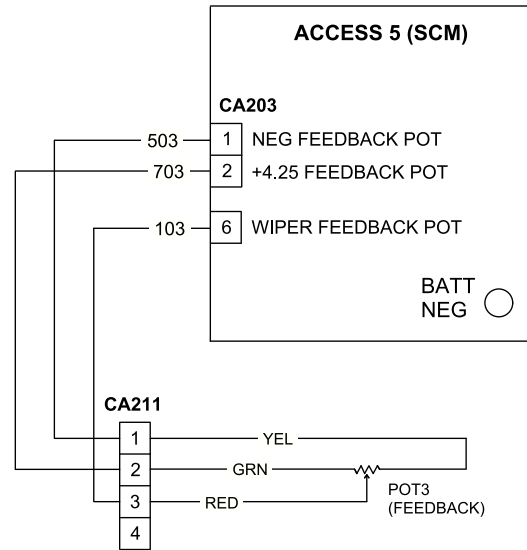 ACCESS 5 (SCM)
CA203
503 1 NEG FEEDBACK POT
703 2 +4.25 FEEDBACK POT
103 6 WIPER FEEDBACK POT
BATT
NEG
CA211
1 YEL
2 GRN
3 RED
4
POT3
(FEEDBACK)